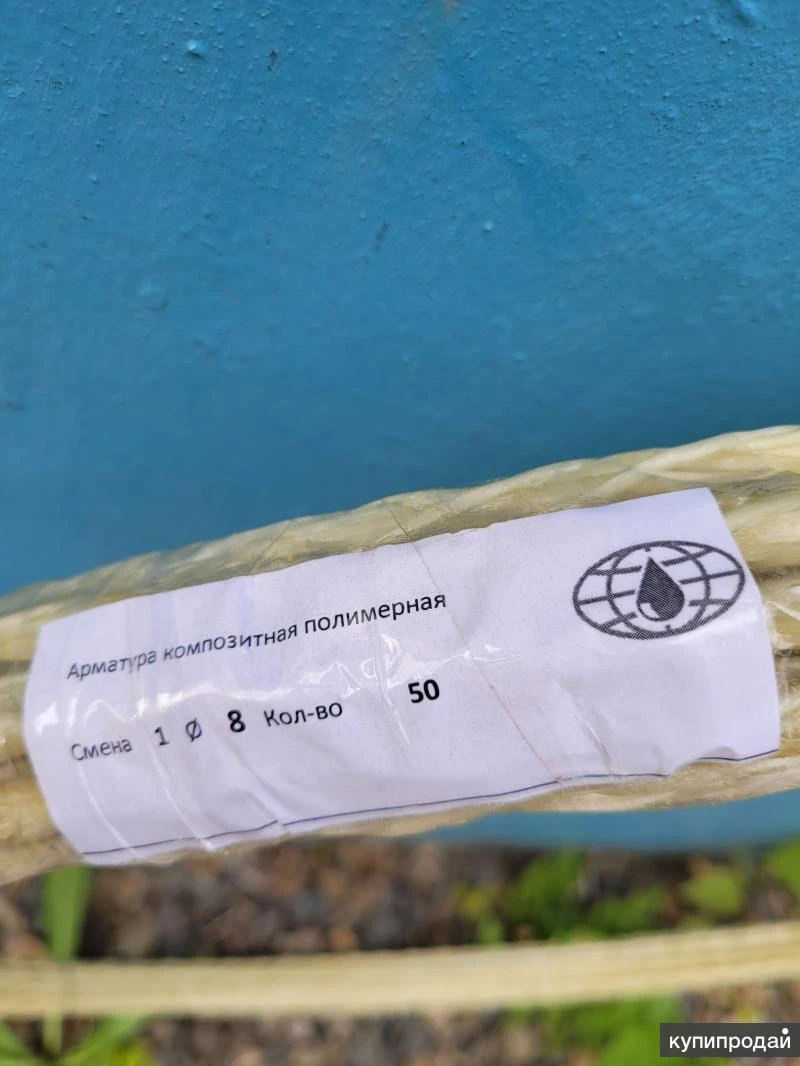 Арматура композитная полимерная
Смена 1 Ø 8 Кол-во 50
купипродай